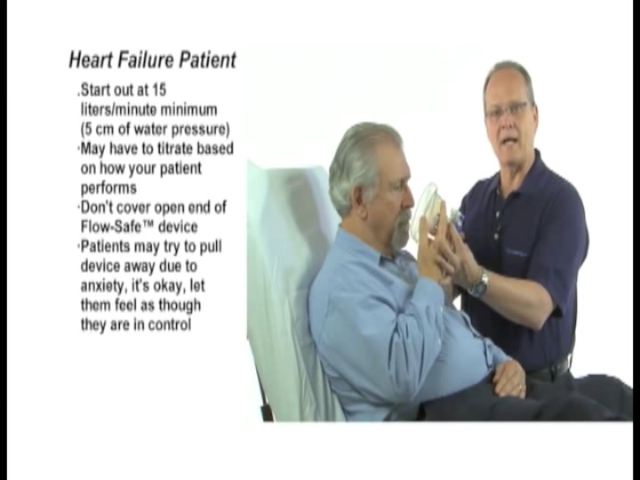 Heart Failure Patient
.Start out at 15
liters/minute minimum
(5 cm of water pressure)
·May have to titrate based
on how your patient
performs
·Don't cover open end of
Flow-Safe™ device
·Patients may try to pull
device away due to
anxiety, it's okay, let
them feel as though
they are in control